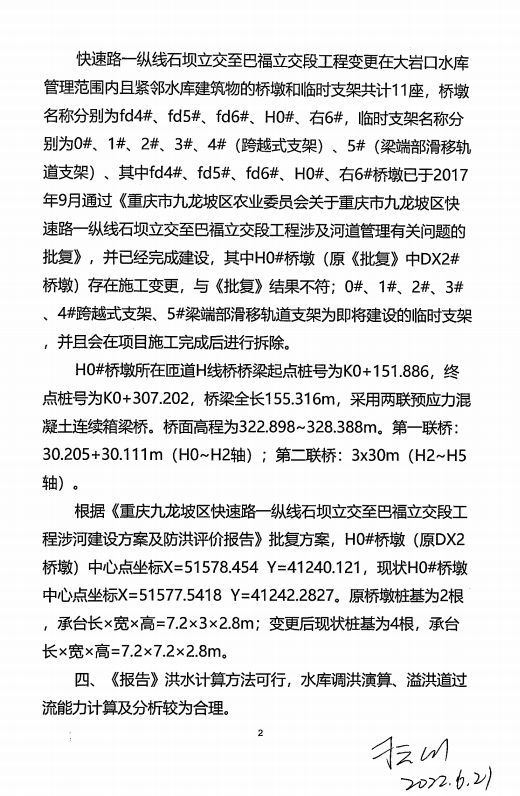 快速路一纵线石坝立交至巴福立交段工程变更在大岩口水库
管理范围内且紧邻水库建筑物的桥墩和临时支架共计11座，桥墩
名称分别为fd4#、fd5#、fd6#、H0#、右6#，临时支架名称分
别为0#、1#、2#、3#、4#（跨越式支架）、5#（梁端部滑移轨
道支架）、其中fd4#、fd5#、fd6#、H0#、右6#桥墩已于2017
年9月通过《重庆市九龙坡区农业委员会关于重庆市九龙坡区快
速路一纵线石坝立交至巴福立交段工程涉及河道管理有关问题的
批复》，并已经完成建设，其中H0#桥墩（原《批复》中DX2#
桥墩）存在施工变更，与《批复》结果不符；0#、1#、2#、3#
、4#跨越式支架、5#梁端部滑移轨道支架为即将建设的临时支架
，并且会在项目施工完成后进行拆除。
H0#桥墩所在匝道H线桥桥梁起点桩号为K0+151.886，终
点桩号为K0+307.202，桥梁全长155.316m，采用两联预应力混
凝土连续箱梁桥。桥面高程为322.898~328.388m。第一联桥：
30.205+30.111m（H0~H2轴）；第二联桥：3x30m（H2~H5
轴）。
根据《重庆九龙坡区快速路一纵线石坝立交至巴福立交段工
程涉河建设方案及防洪评价报告》批复方案，H0#桥墩（原DX2
桥墩）中心点坐标X=51578.454 Y=41240.121，现状H0#桥墩
中心点坐标X=51577.5418 Y=41242.2827。原桥墩桩基为2根
，承台长×宽×高=7.2×3×2.8m；变更后现状桩基为4根，承台
长×宽×高=7.2×7.2×2.8m。
四、《报告》洪水计算方法可行，水库调洪演算、溢洪道过
流能力计算及分析较为合理。
2
2022.6.21